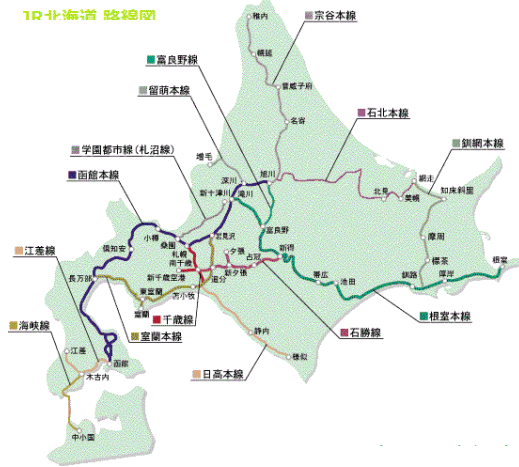 JR北海道 路線図
稚内
宗谷本線
幌延
富良野線
音威子府
留萌本線
名寄
石北本線
学園都市線(札沼線)
増毛
深川
旭川
釧網本線
網走
函館本線
新十津川
滝川
北見
美幌
知床斜里
小樽
岩見沢
富良野
桑園
札幌
摩周
江差線
倶知安
南千歳
夕張
占冠
新得
標茶
根室
長万部
新千歳空港
追分
新夕張
帯広
池田
釧路
厚岸
東室蘭
苫小牧
室蘭
千歳線
静内
石勝線
根室本線
海峡線
室蘭本線
江差
函館
日高本線
様似
木古内
中小国